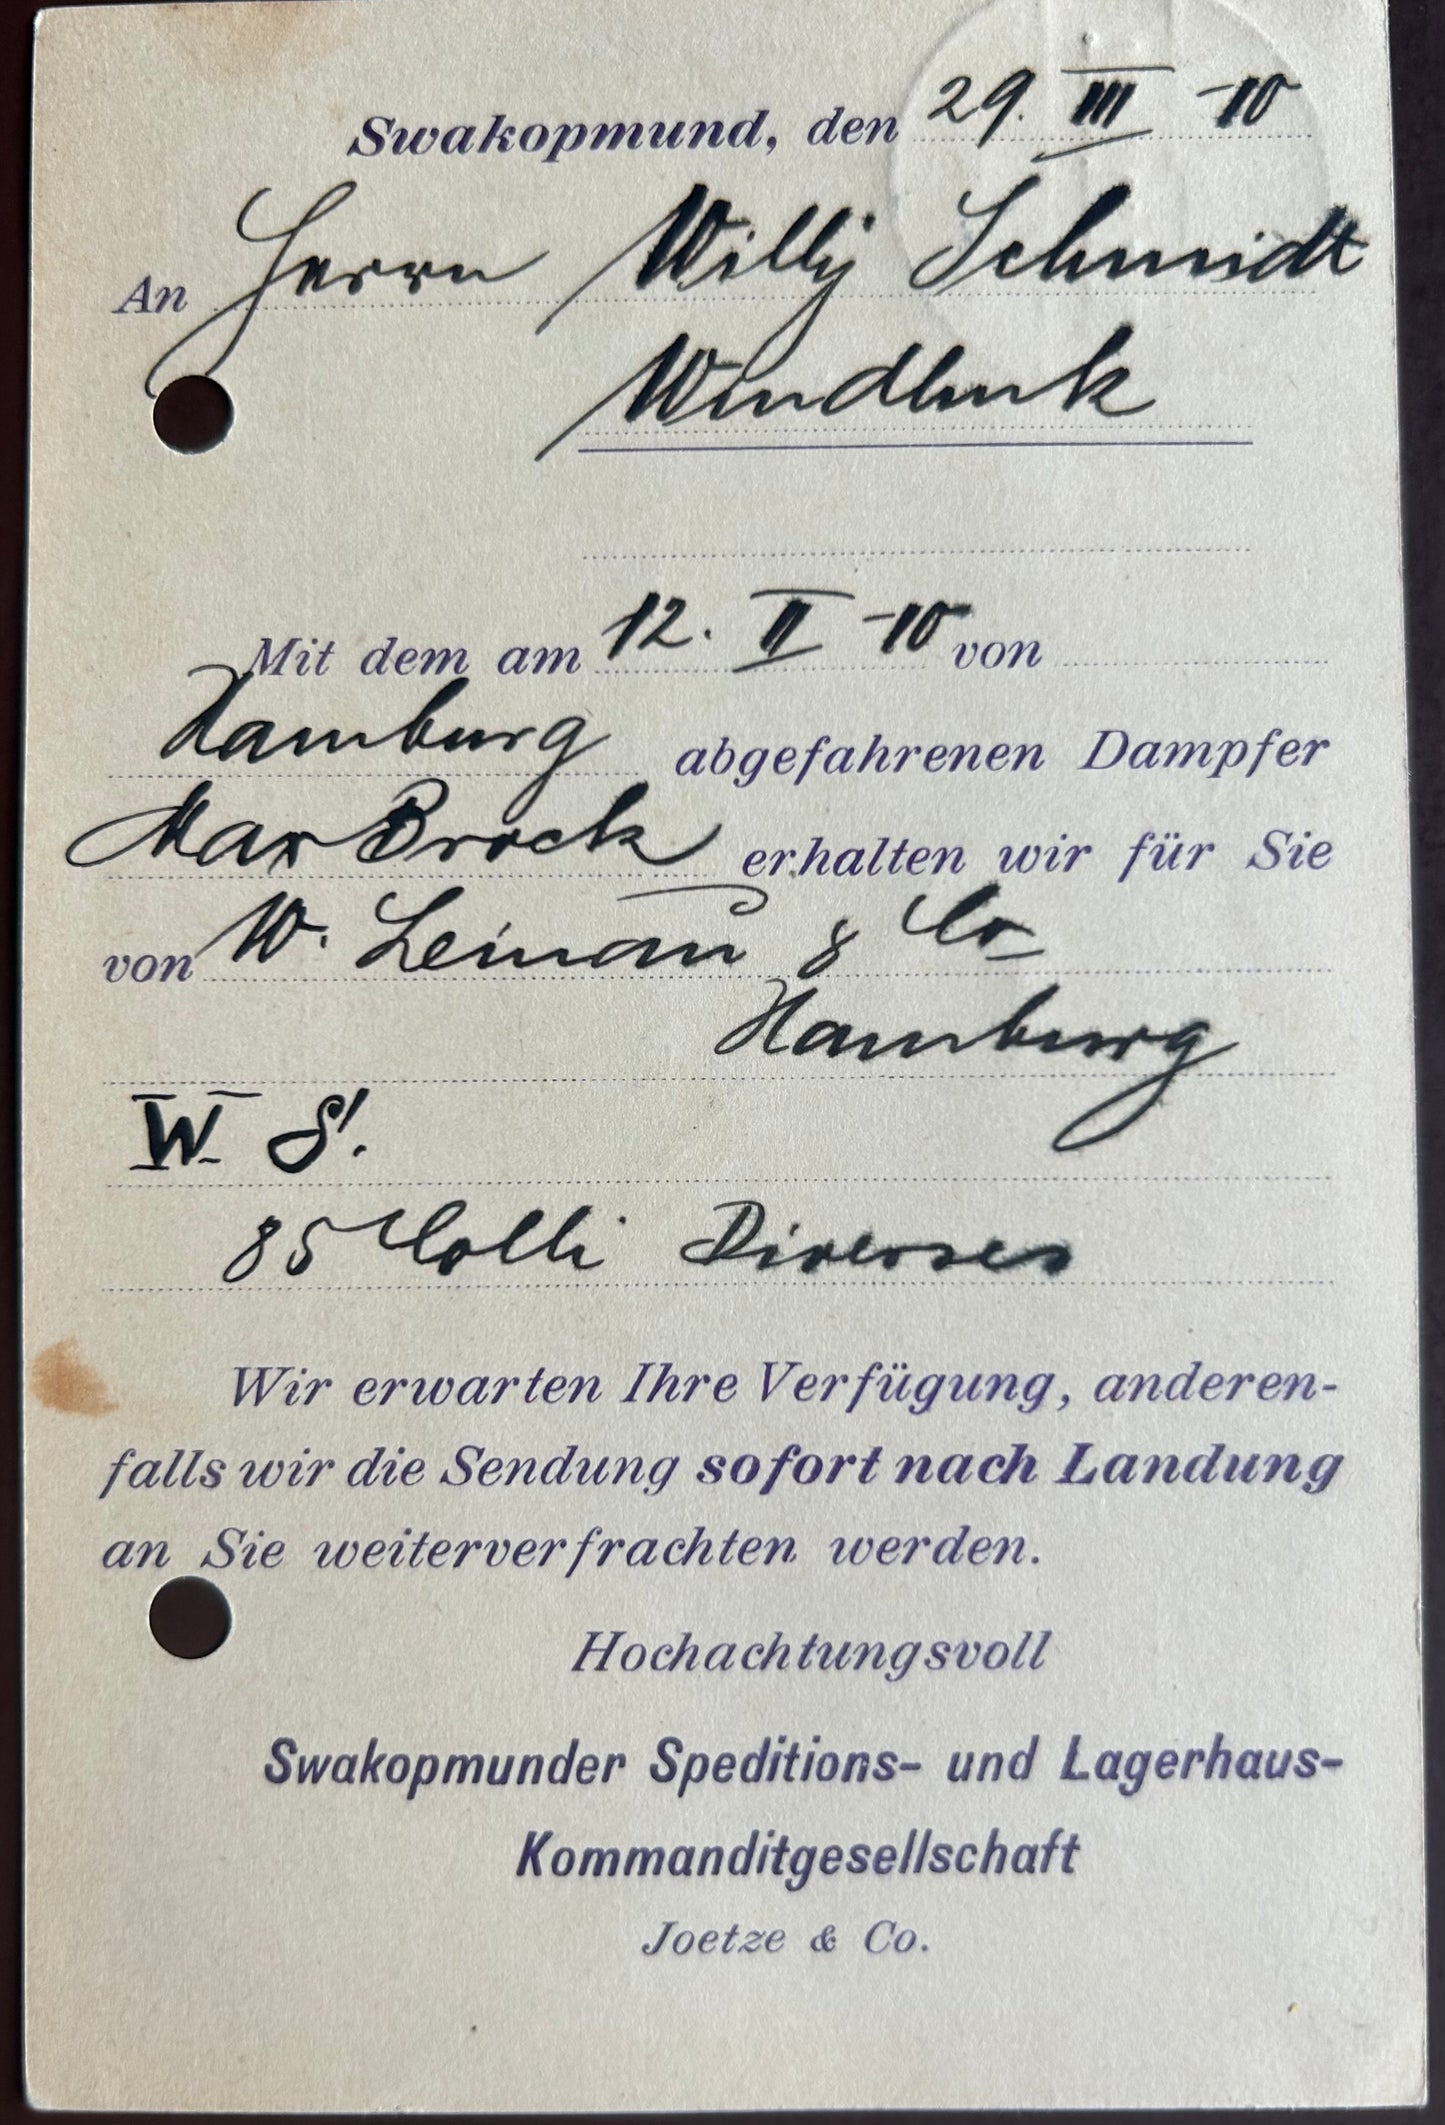 Swakopmund, den 29. III -10
An Herrn Willy Schmidt
Windhuk
Mit dem am 12. II -10 von
Hamburg abgefahrenen Dampfer
Max Brock erhalten wir für Sie
von W. & Co
Hamburg
W S.
85 Colli Diverses
Wir erwarten Ihre Verfügung, anderen-
falls wir die Sendung sofort nach Landung
an Sie weiterverfrachten werden.
Hochachtungsvoll
Swakopmunder Speditions- und Lagerhaus-
Kommanditgesellschaft
Joetze & Co.